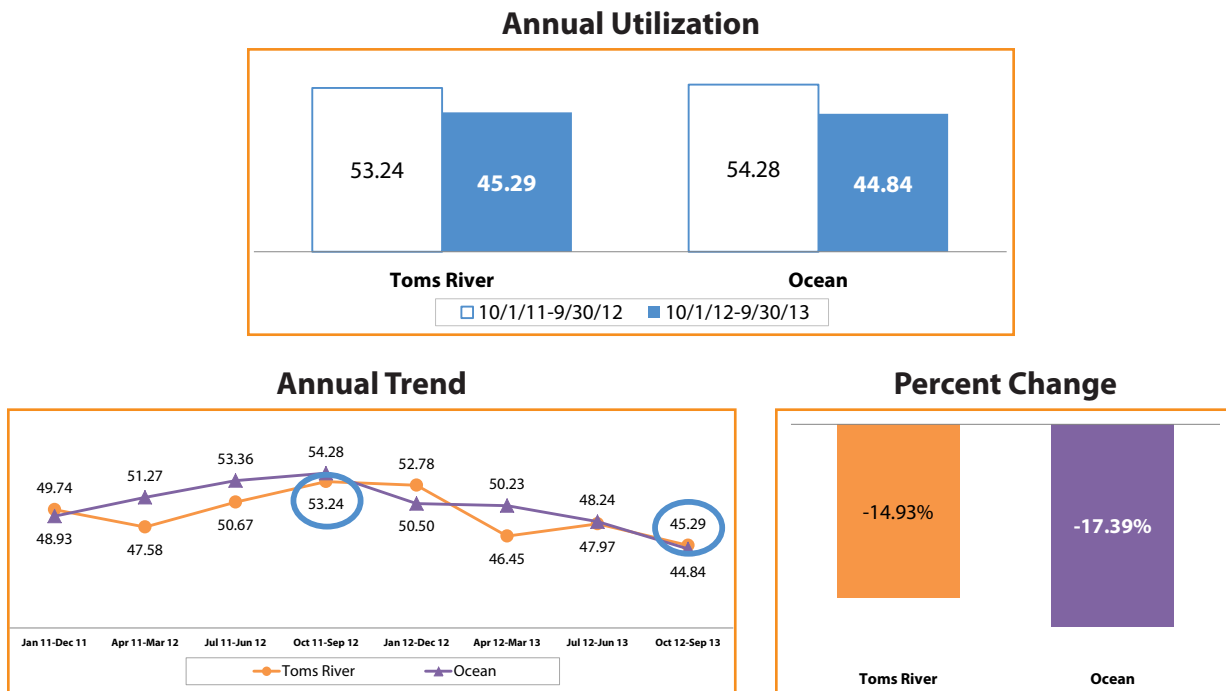 Annual Utilization
53.24
45.29
54.28
44.84
Toms River
Ocean
10/1/11-9/30/12
10/1/12-9/30/13
Annual Trend
49.74
51.27
53.36
54.28
52.78
50.23
48.24
45.29
48.93
47.58
50.67
53.24
50.50
46.45
47.97
44.84
Jan 11-Dec 11
Apr 11-Mar 12
Jul 11-Jun 12
Oct 11-Sep 12
Jan 12-Dec 12
Apr 12-Mar 13
Jul 12-Jun 13
Oct 12-Sep 13
Toms River
Ocean
Percent Change
-14.93%
-17.39%
Toms River
Ocean